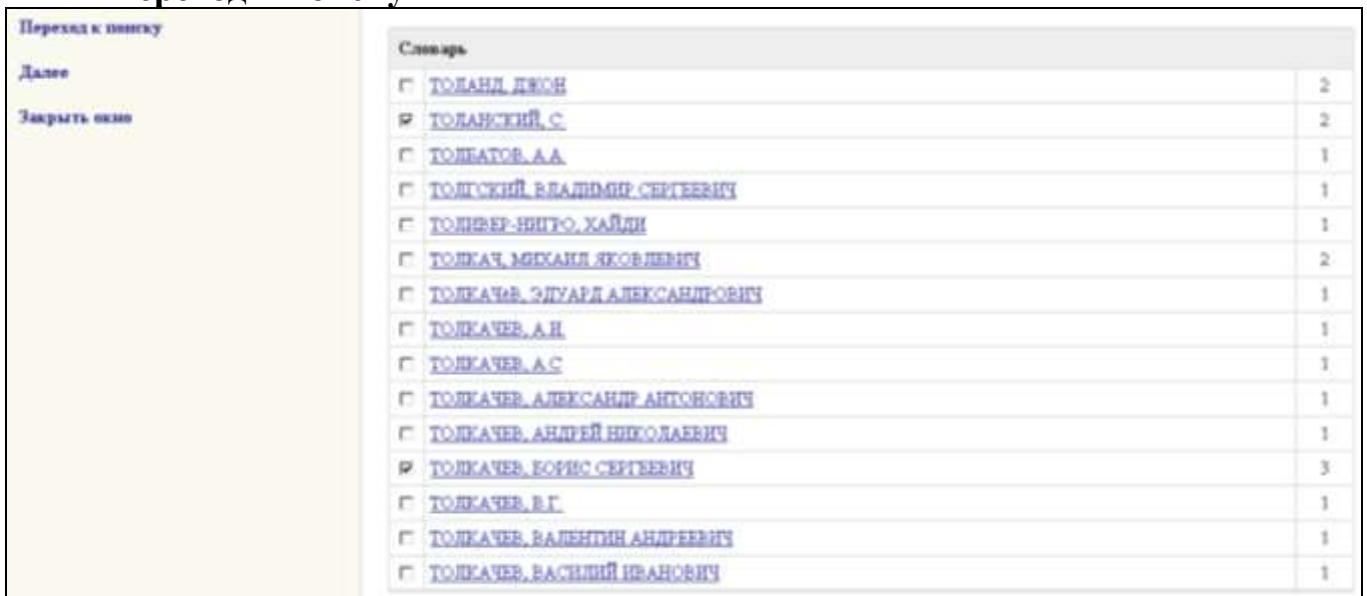 Переход к поиску
Далее
Закрыть окно
Словарь
ТОЛАНД, ДЖОН 2
ТОЛАНСКИЙ, С. 2
ТОЛБАТОВ, А.А. 1
ТОЛГСКИЙ, ВЛАДИМИР СЕРГЕЕВИЧ 1
ТОЛИВЕР-НИГРО, ХАЙДИ 1
ТОЛКАЧ, МИХАИЛ ЯКОВЛЕВИЧ 2
ТОЛКАЧёВ, ЭДУАРД АЛЕКСАНДРОВИЧ 1
ТОЛКАЧЕВ, А.Н. 1
ТОЛКАЧЕВ, А.С 1
ТОЛКАЧЕВ, АЛЕКСАНДР АНТОНОВИЧ 1
ТОЛКАЧЕВ, АНДРЕЙ НИКОЛАЕВИЧ 1
ТОЛКАЧЕВ, БОРИС СЕРГЕЕВИЧ 3
ТОЛКАЧЕВ, В.Г. 1
ТОЛКАЧЕВ, ВАЛЕНТИН АНДРЕЕВИЧ 1
ТОЛКАЧЕВ, ВАСИЛИЙ ИВАНОВИЧ 1